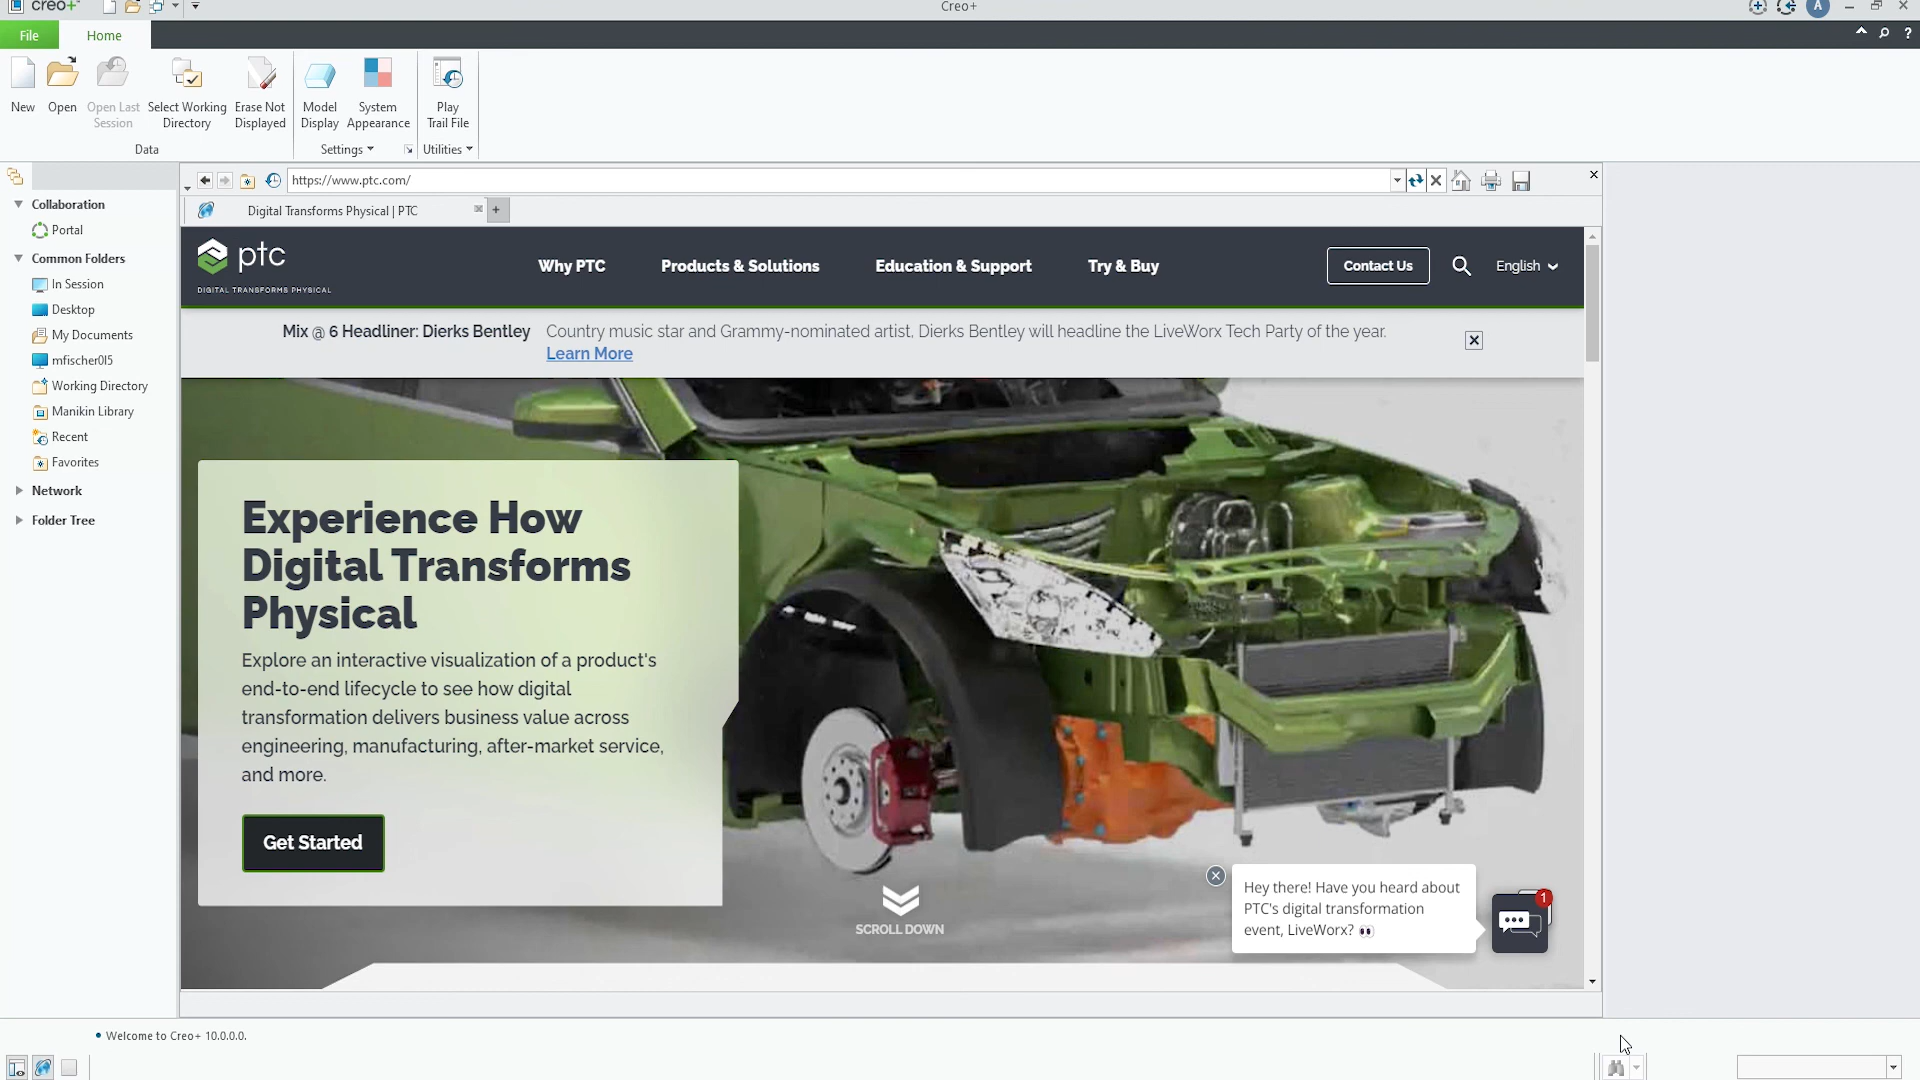 creo+
Creo+
A
File
Home
?
New
Open
Open Last
Session
Select Working
Directory
Erase Not
Displayed
Model
Display
System
Appearance
Play
Trail File
Data
Settings
Utilities
https://www.ptc.com/
Digital Transforms Physical | PTC
+
Collaboration
Portal
Common Folders
In Session
Desktop
My Documents
mfischer0l5
Working Directory
Manikin Library
Recent
Favorites
Network
Folder Tree
ptc
DIGITAL TRANSFORMS PHYSICAL
Why PTC
Products & Solutions
Education & Support
Try & Buy
Contact Us
English
Mix @ 6 Headliner: Dierks Bentley
Country music star and Grammy-nominated artist, Dierks Bentley will headline the LiveWorx Tech Party of the year.
Learn More
Experience How
Digital Transforms
Physical
Explore an interactive visualization of a product's
end-to-end lifecycle to see how digital
transformation delivers business value across
engineering, manufacturing, after-market service,
and more.
Get Started
SCROLL DOWN
Hey there! Have you heard about
PTC's digital transformation
event, LiveWorx? 👀
1
• Welcome to Creo+ 10.0.0.0.